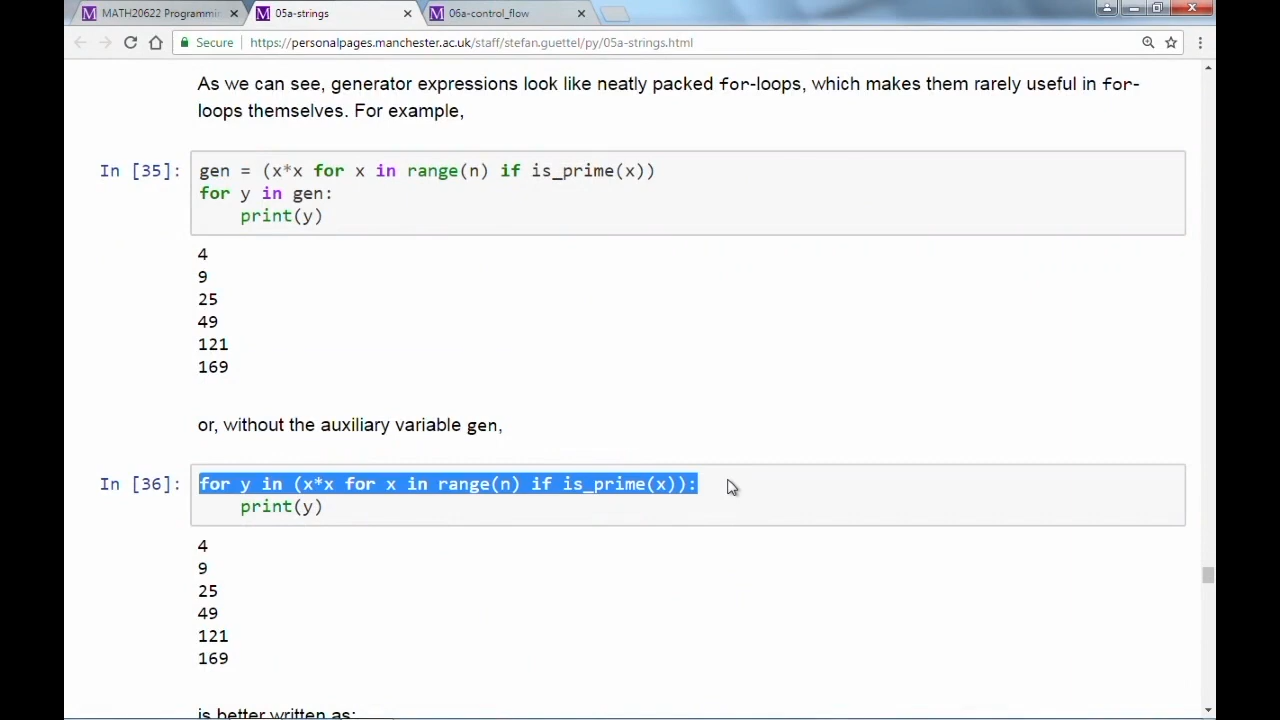 MATH20622 Programmi
05a-strings
06a-control_flow
Secure
https://personalpages.manchester.ac.uk/staff/stefan.guettel/py/05a-strings.html
As we can see, generator expressions look like neatly packed for-loops, which makes them rarely useful in for-
loops themselves. For example,
In [35]:
gen = (x*x for x in range(n) if is_prime(x))
for y in gen:
    print(y)
4
9
25
49
121
169
or, without the auxiliary variable gen,
In [36]:
for y in (x*x for x in range(n) if is_prime(x)):
    print(y)
4
9
25
49
121
169
is better written as: